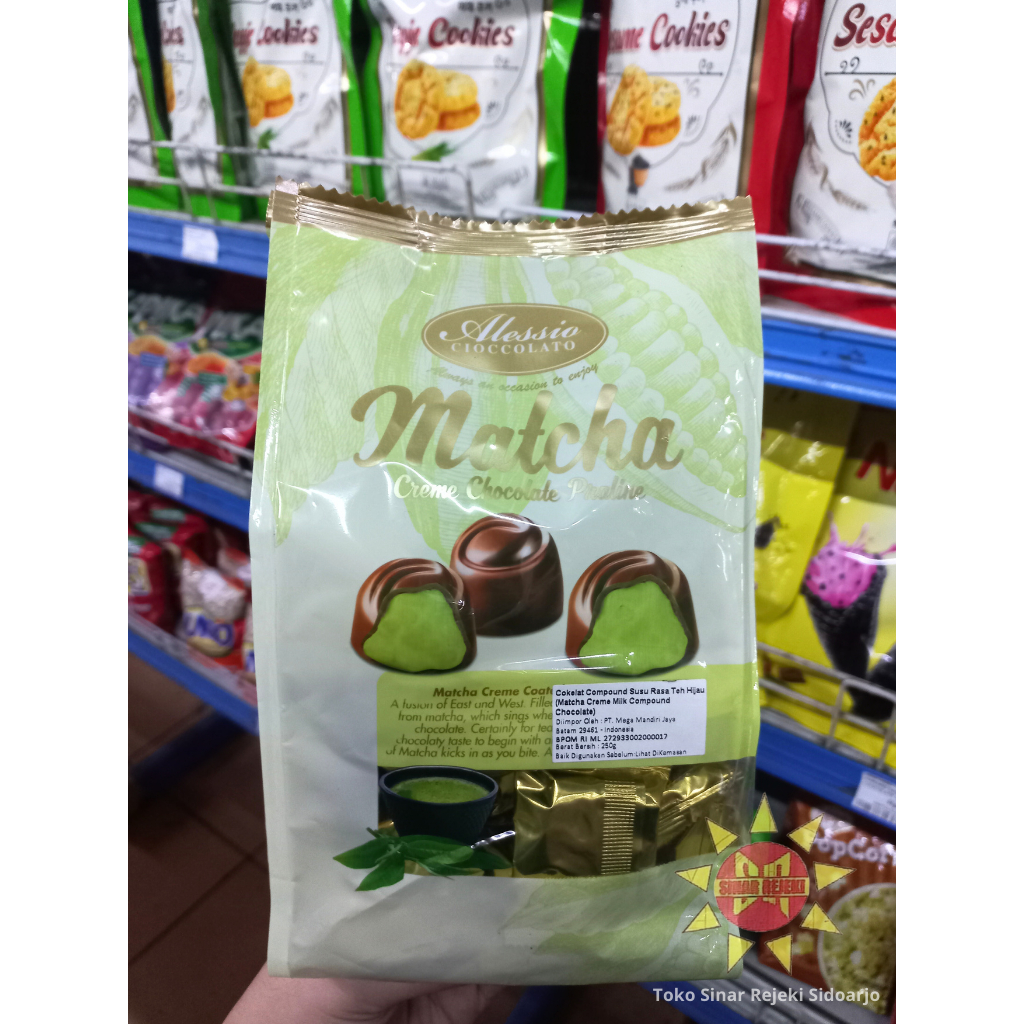 Cookies
Cookies
Cookies
Alessio
CIOCCOLATO
Always an occasion to enjoy
Matcha
Creme Chocolate Praline
Matcha Creme
A fusion of East and West.
from matcha, which sings
chocolate. Certainly for
chocolaty taste to begin with
of Matcha kicks in as you bite.
Cokelat Compound Susu Rasa Teh Hijau
(Matcha Creme Milk Compound
Chocolate)
Diimpor Oleh : PT. Mega Mandiri Jaya
Batam 29461 - Indonesia
BPOM RI ML 272933002000017
Berat Bersih : 250g
Baik Digunakan Sebelum:Lihat DiKemasan
SINAR REJEKI
Toko Sinar Rejeki Sidoarjo